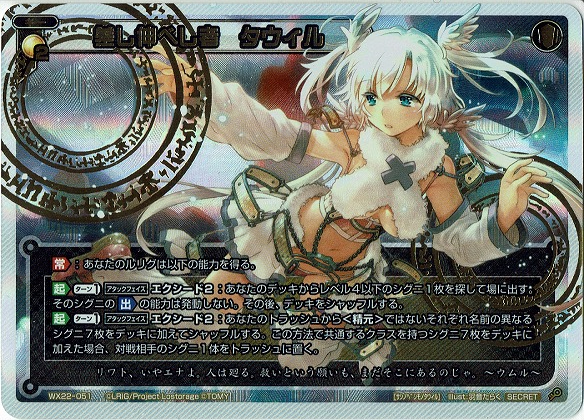 差し伸べし者 タウィル
常：あなたのルリグは以下の能力を得る。
起 ターン1 アタックフェイズ エクシード2：あなたのデッキからレベル４以下のシグニ１枚を探して場に出す。
そのシグニの出の能力は発動しない。その後、デッキをシャッフルする。
起 ターン1 アタックフェイズ エクシード2：あなたのトラッシュから＜精元＞ではないそれぞれ名前の異なる
シグニ７枚をデッキに加えてシャッフルする。この方法で共通するクラスを持つシグニ７枚をデッキに
加えた場合、対戦相手のシグニ１体をトラッシュに置く。
リワト、いやエナよ。人は廻る。救いという願いも、まだそこにあるのじゃ。～ウムル～
WX22-051 ©LRIG/Project Lostorage ©TOMY Illust 羽音たらく SECRET